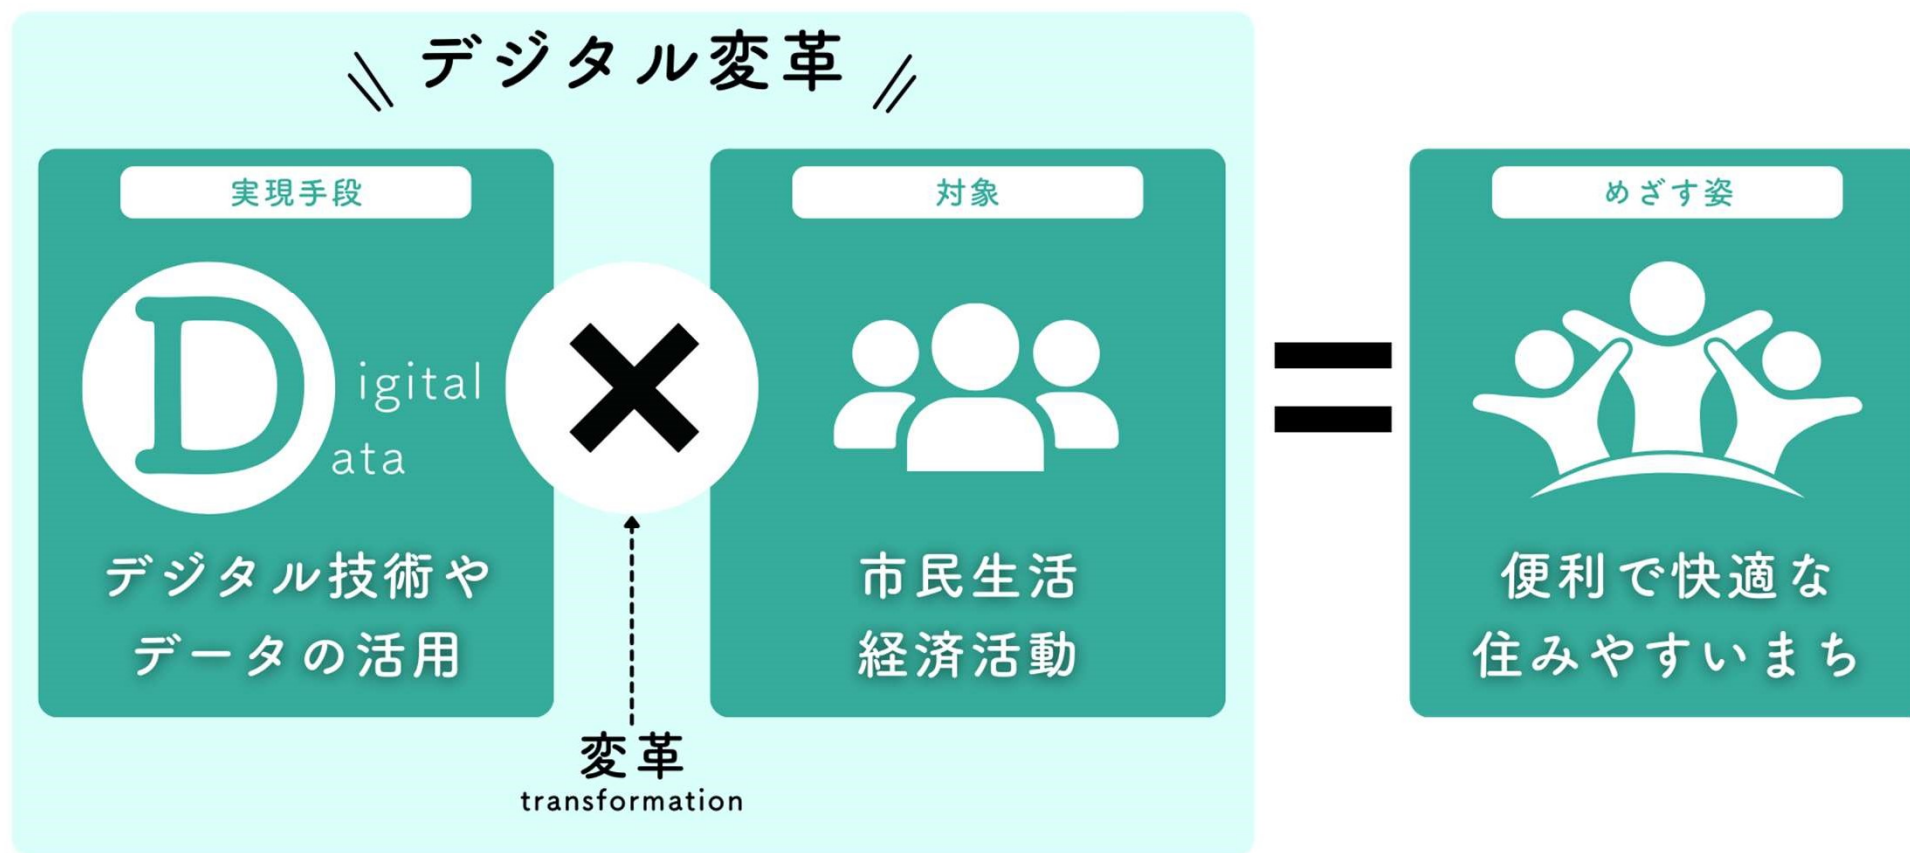 デジタル変革
実現手段
Digital
Data
デジタル技術や
データの活用
変革
transformation
対象
市民生活
経済活動
めざす姿
便利で快適な
住みやすいまち